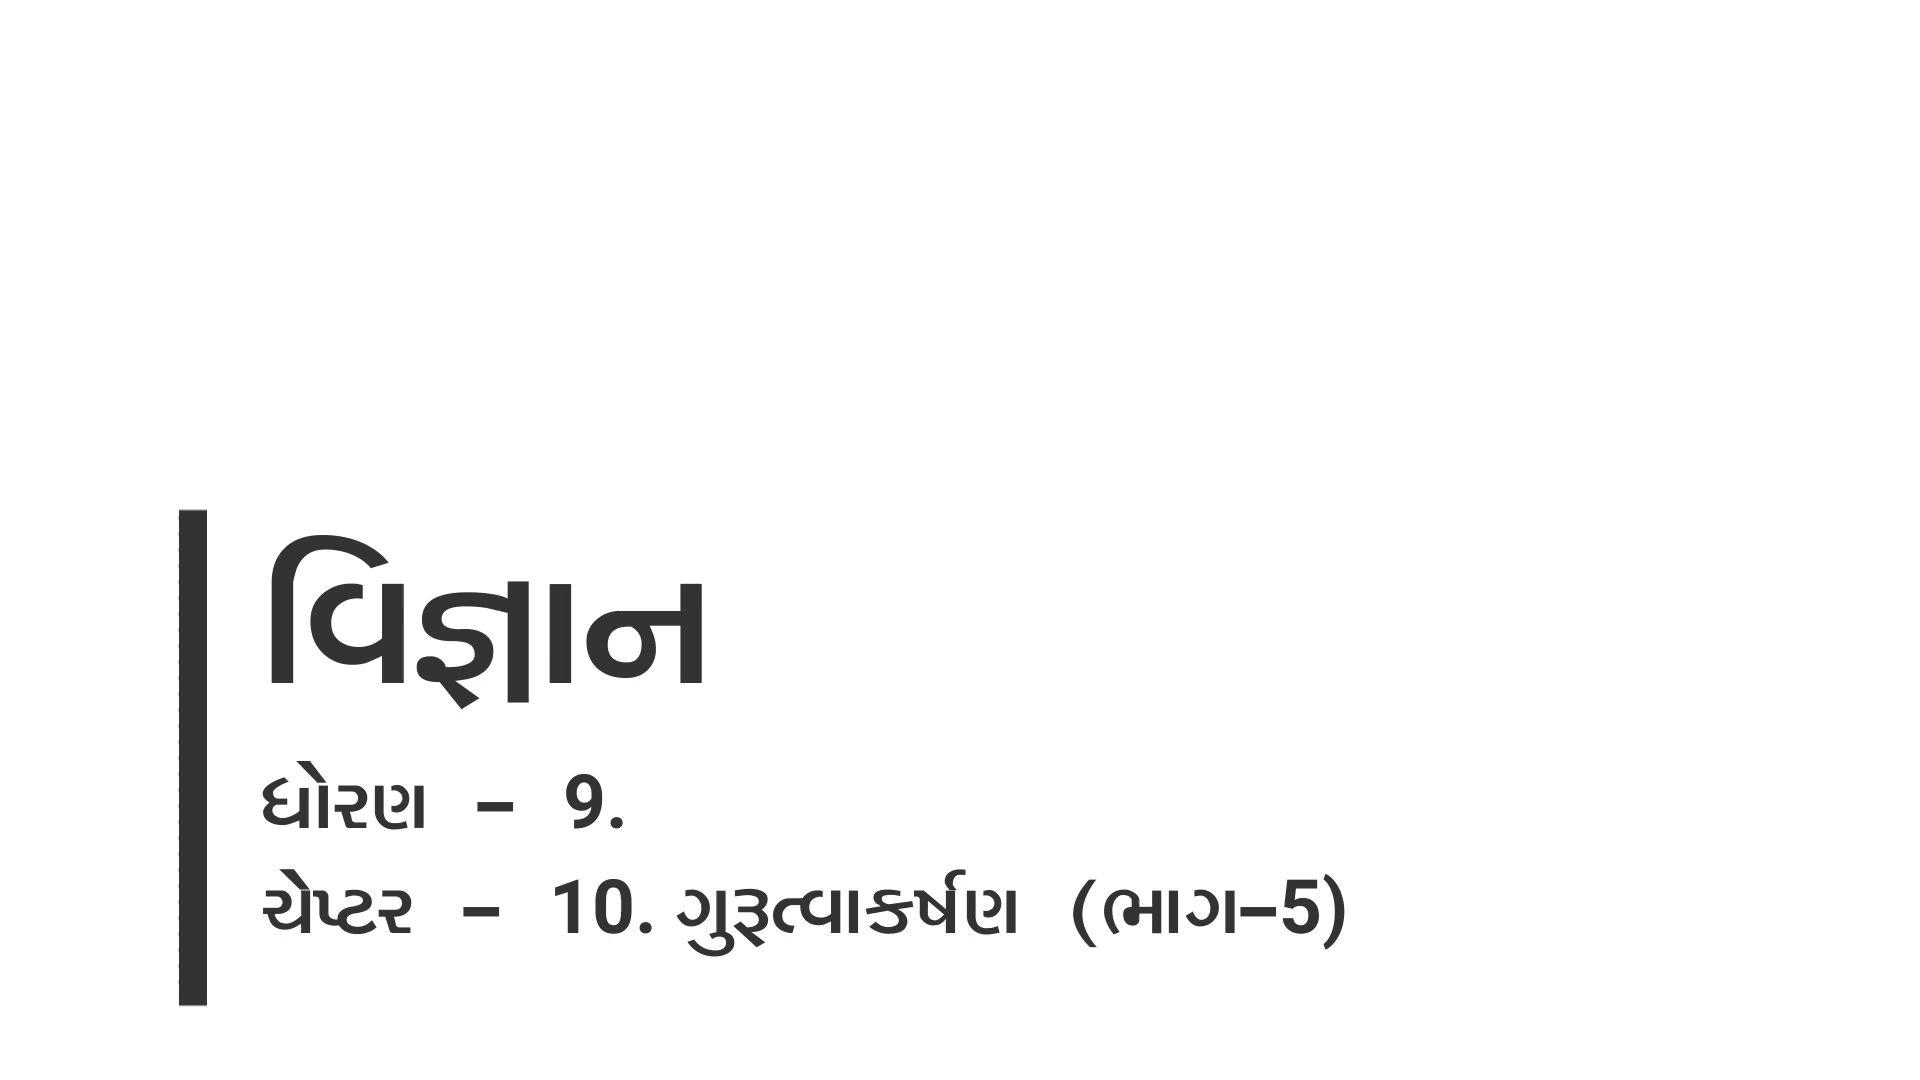 વિજ્ઞાન
ધોરણ – 9.
ચેપ્ટર – 10. ગુરૂત્વાકર્ષણ (ભાગ–5)